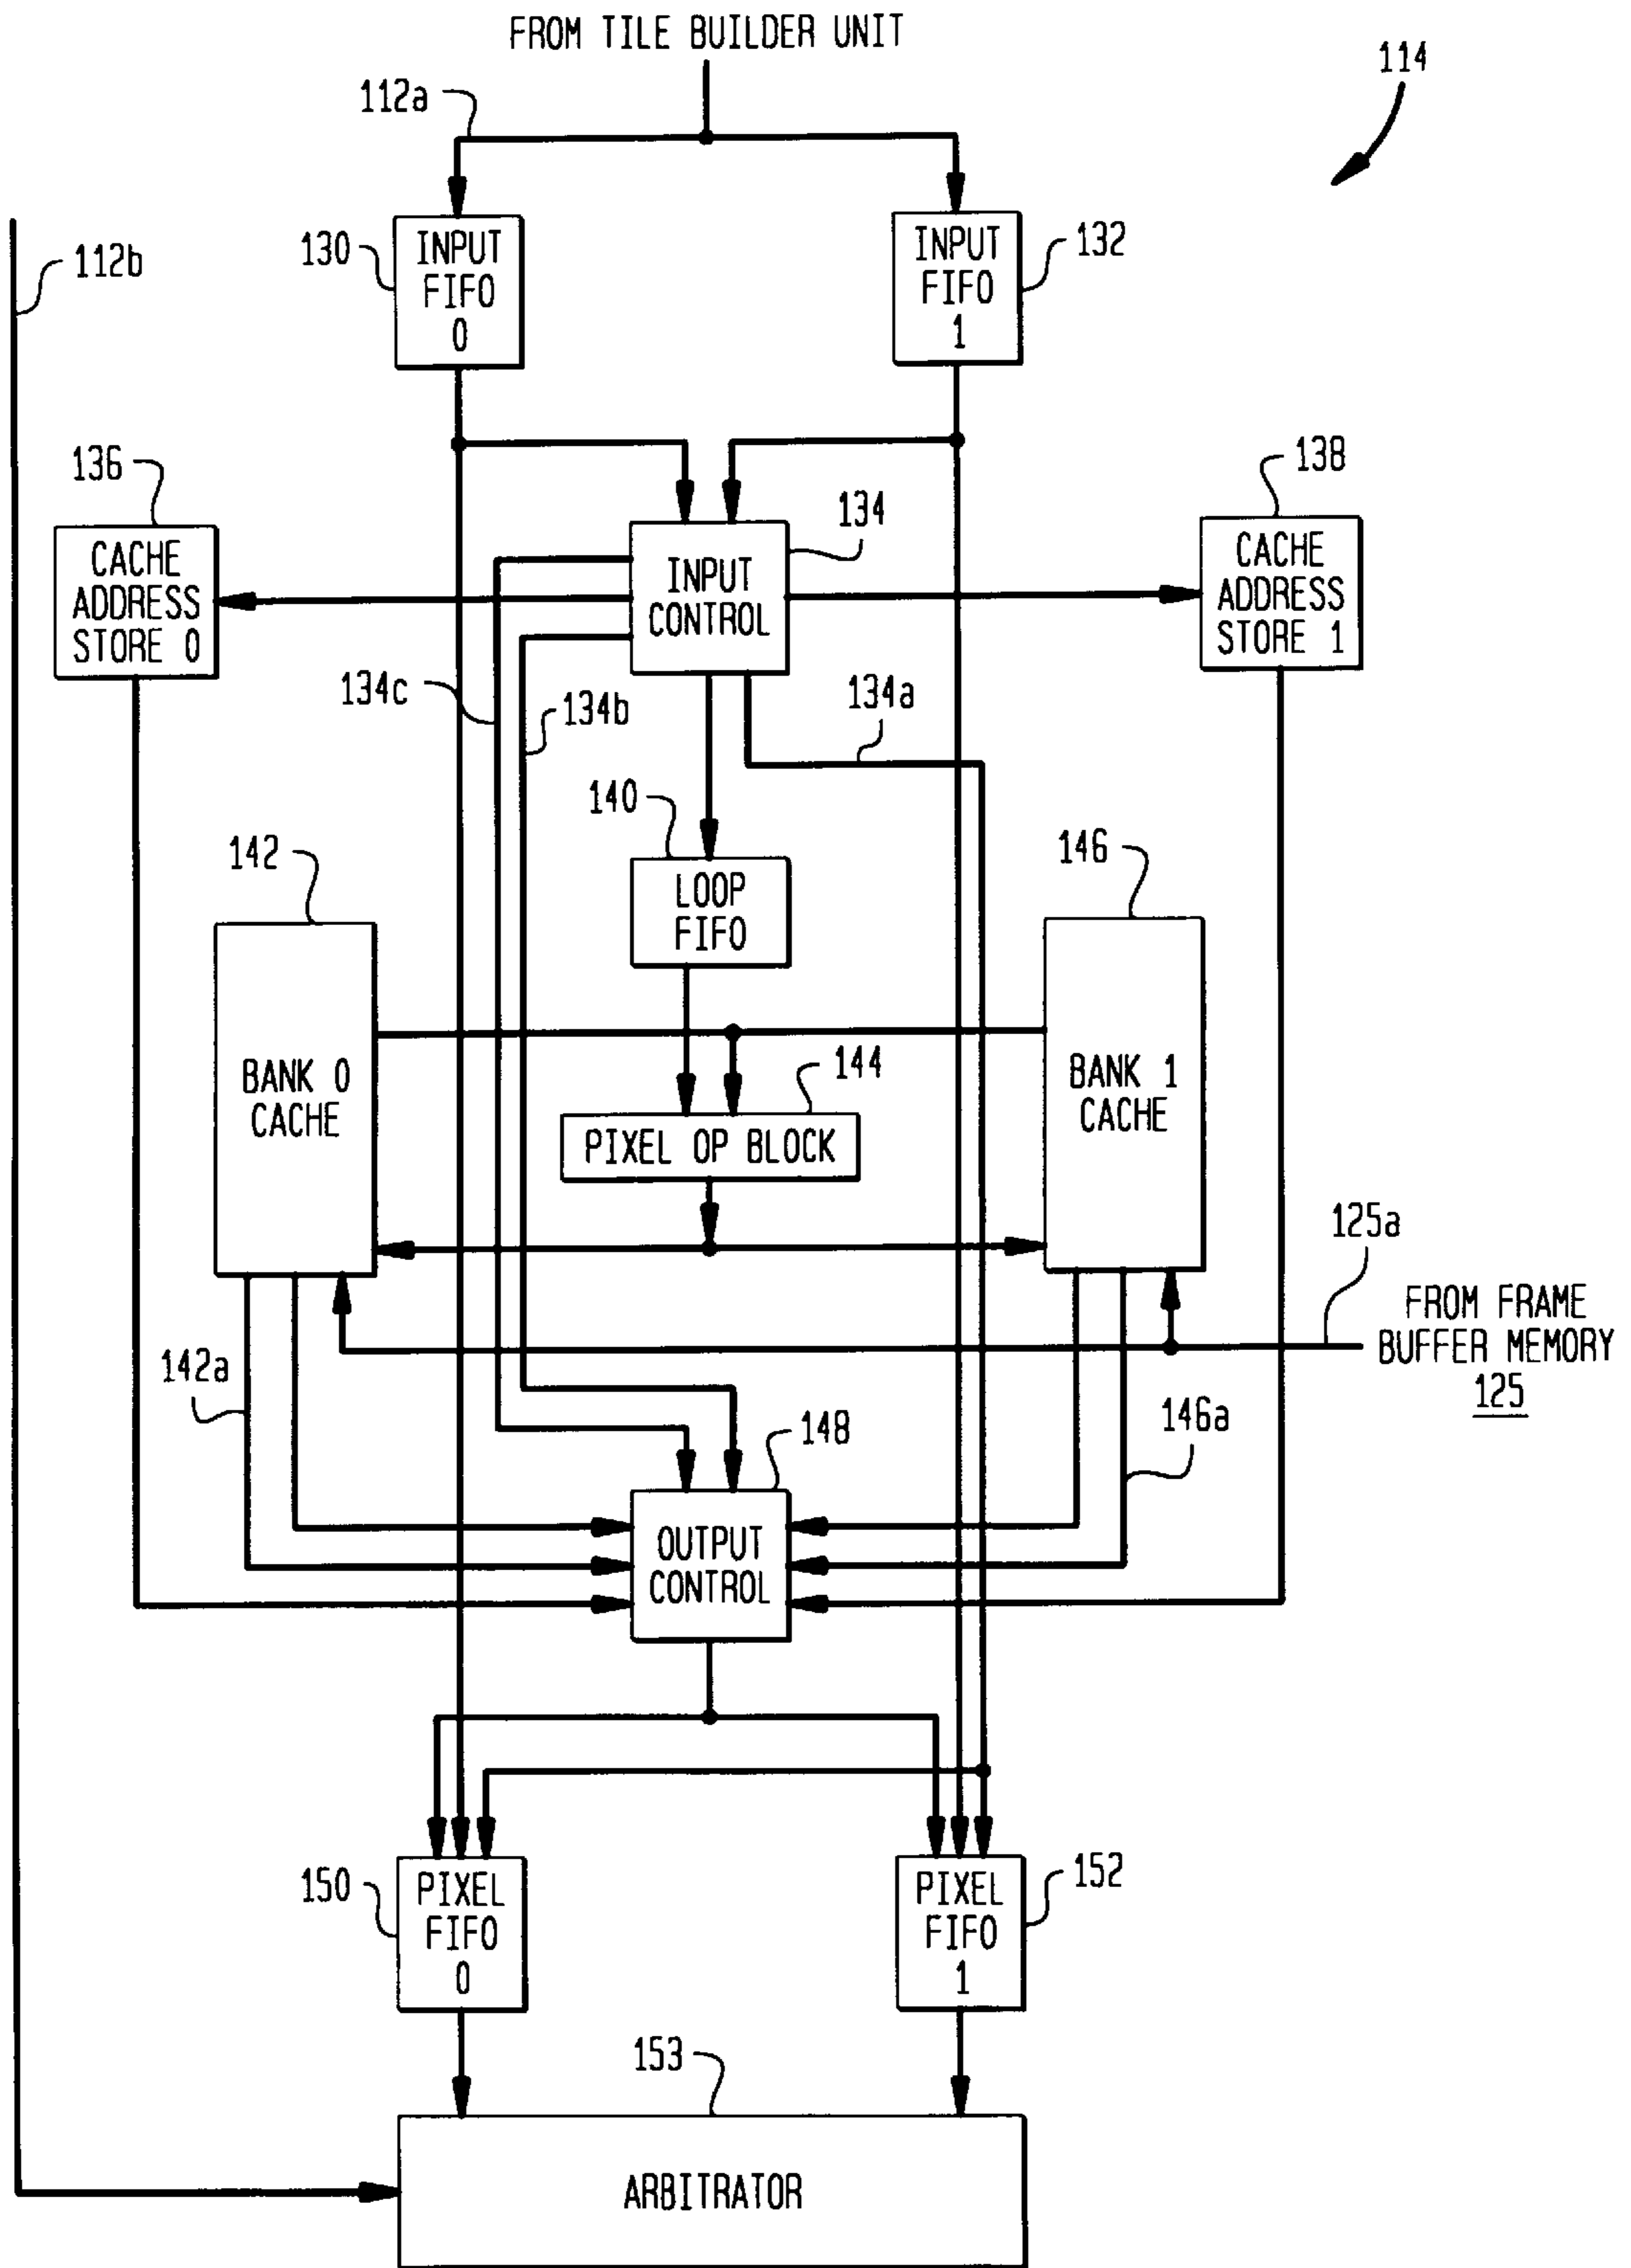 FROM TILE BUILDER UNIT
114
112a
112b
130
INPUT
FIFO
0
INPUT
FIFO
1
132
136
138
134
CACHE
ADDRESS
STORE 0
INPUT
CONTROL
CACHE
ADDRESS
STORE 1
134c
134b
134a
140
142
146
LOOP
FIFO
BANK 0
CACHE
144
BANK 1
CACHE
PIXEL OP BLOCK
125a
FROM FRAME
BUFFER MEMORY
125
142a
146a
148
OUTPUT
CONTROL
150
PIXEL
FIFO
0
PIXEL
FIFO
1
152
153
ARBITRATOR